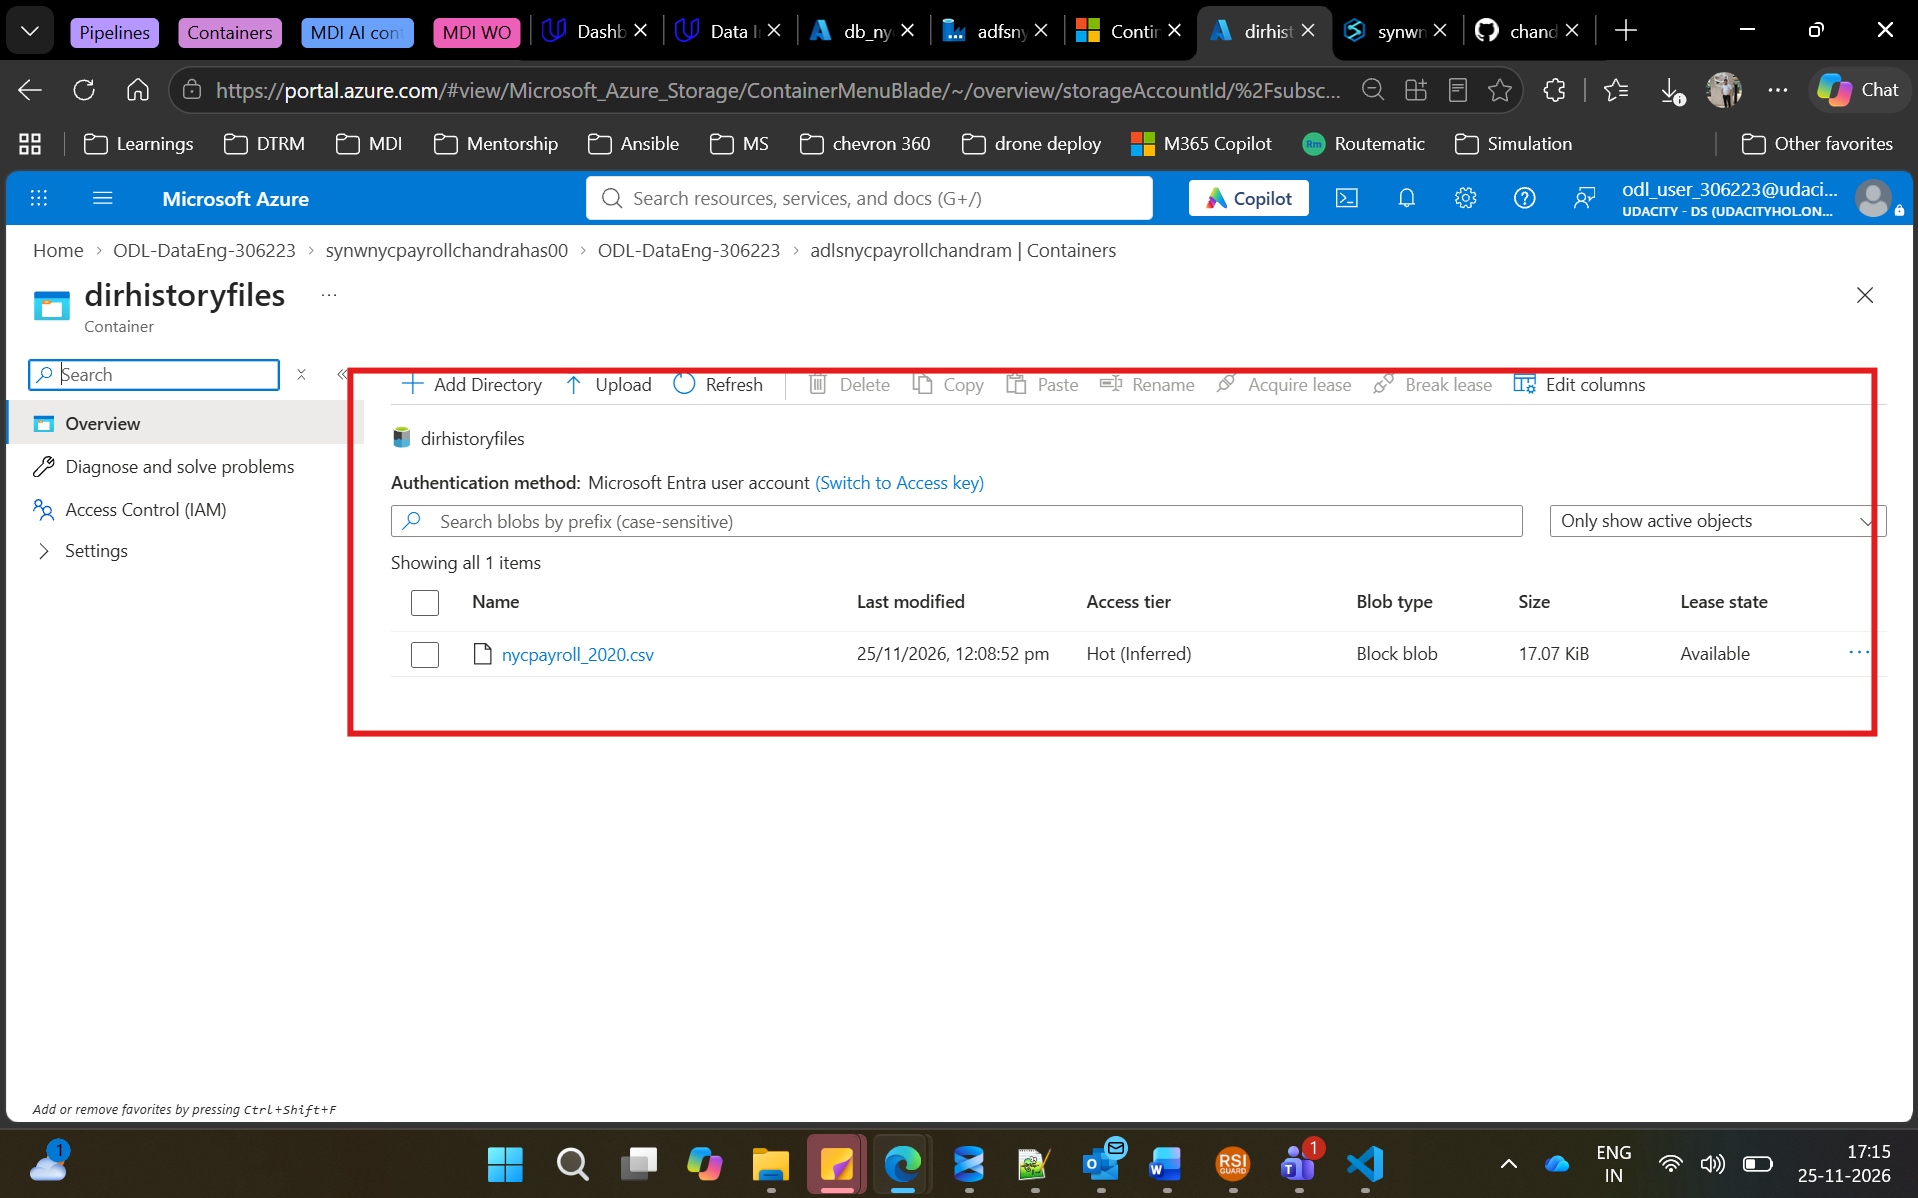 Pipelines Containers MDI AI cont MDI WO Dashb Data I db_ny adfsny Contin dirhist synwn chand
https://portal.azure.com/#view/Microsoft_Azure_Storage/ContainerMenuBlade/~/overview/storageAccountId/%2Fsubsc... Chat
Learnings DTRM MDI Mentorship Ansible MS chevron 360 drone deploy M365 Copilot Rm Routematic Simulation Other favorites
Microsoft Azure Search resources, services, and docs (G+/) Copilot odl_user_306223@udaci...
UDACITY - DS (UDACITYHOL.ON...
Home > ODL-DataEng-306223 > synwnycpayrollchandrahas00 > ODL-DataEng-306223 > adlsnycpayrollchandram | Containers
dirhistoryfiles ...
Container
Search
Add Directory Upload Refresh Delete Copy Paste Rename Acquire lease Break lease Edit columns
Overview
Diagnose and solve problems
Access Control (IAM)
Settings
dirhistoryfiles
Authentication method: Microsoft Entra user account (Switch to Access key)
Search blobs by prefix (case-sensitive) Only show active objects
Showing all 1 items
Name Last modified Access tier Blob type Size Lease state
nycpayroll_2020.csv 25/11/2026, 12:08:52 pm Hot (Inferred) Block blob 17.07 KiB Available ...
Add or remove favorites by pressing Ctrl+Shift+F
1 RSI GUARD 1 ENG IN 17:15
25-11-2026